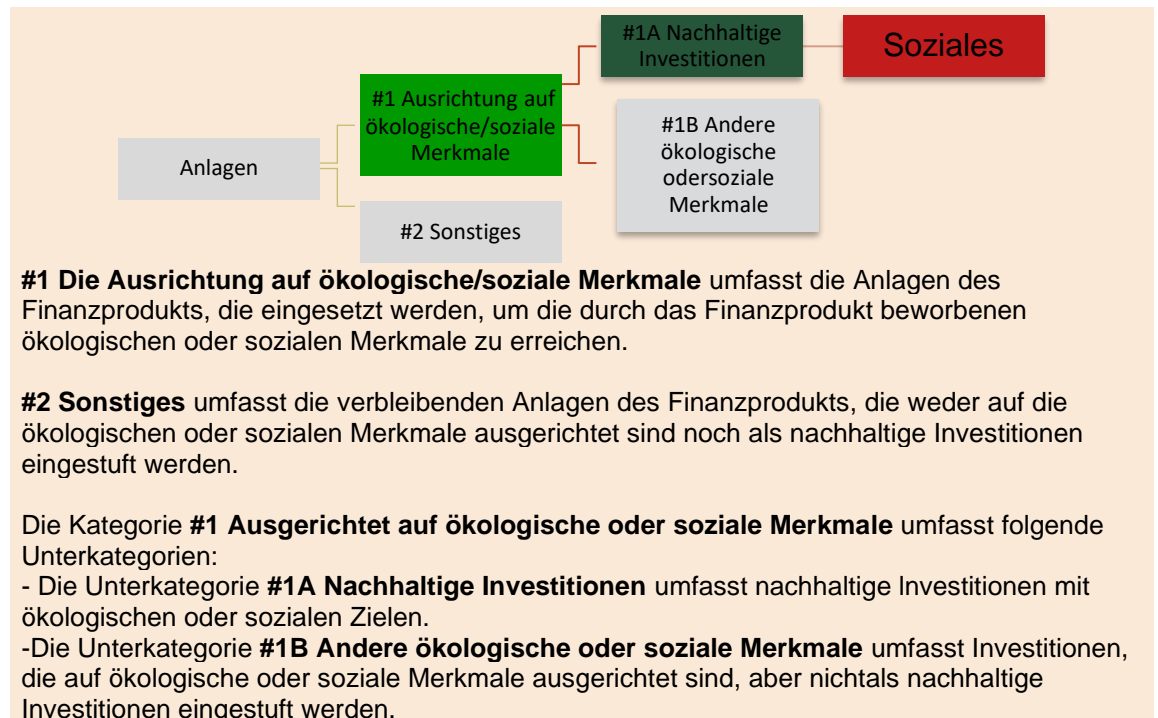 #1A Nachhaltige
Investitionen
Soziales
#1 Ausrichtung auf
ökologische/soziale
Merkmale
#1B Andere
ökologische
odersoziale
Merkmale
Anlagen
#2 Sonstiges
#1 Die Ausrichtung auf ökologische/soziale Merkmale umfasst die Anlagen des
Finanzprodukts, die eingesetzt werden, um die durch das Finanzprodukt beworbenen
ökologischen oder sozialen Merkmale zu erreichen.
#2 Sonstiges umfasst die verbleibenden Anlagen des Finanzprodukts, die weder auf die
ökologischen oder sozialen Merkmale ausgerichtet sind noch als nachhaltige Investitionen
eingestuft werden.
Die Kategorie #1 Ausgerichtet auf ökologische oder soziale Merkmale umfasst folgende
Unterkategorien:
- Die Unterkategorie #1A Nachhaltige Investitionen umfasst nachhaltige Investitionen mit
ökologischen oder sozialen Zielen.
-Die Unterkategorie #1B Andere ökologische oder soziale Merkmale umfasst Investitionen,
die auf ökologische oder soziale Merkmale ausgerichtet sind, aber nichtals nachhaltige
Investitionen eingestuft werden.